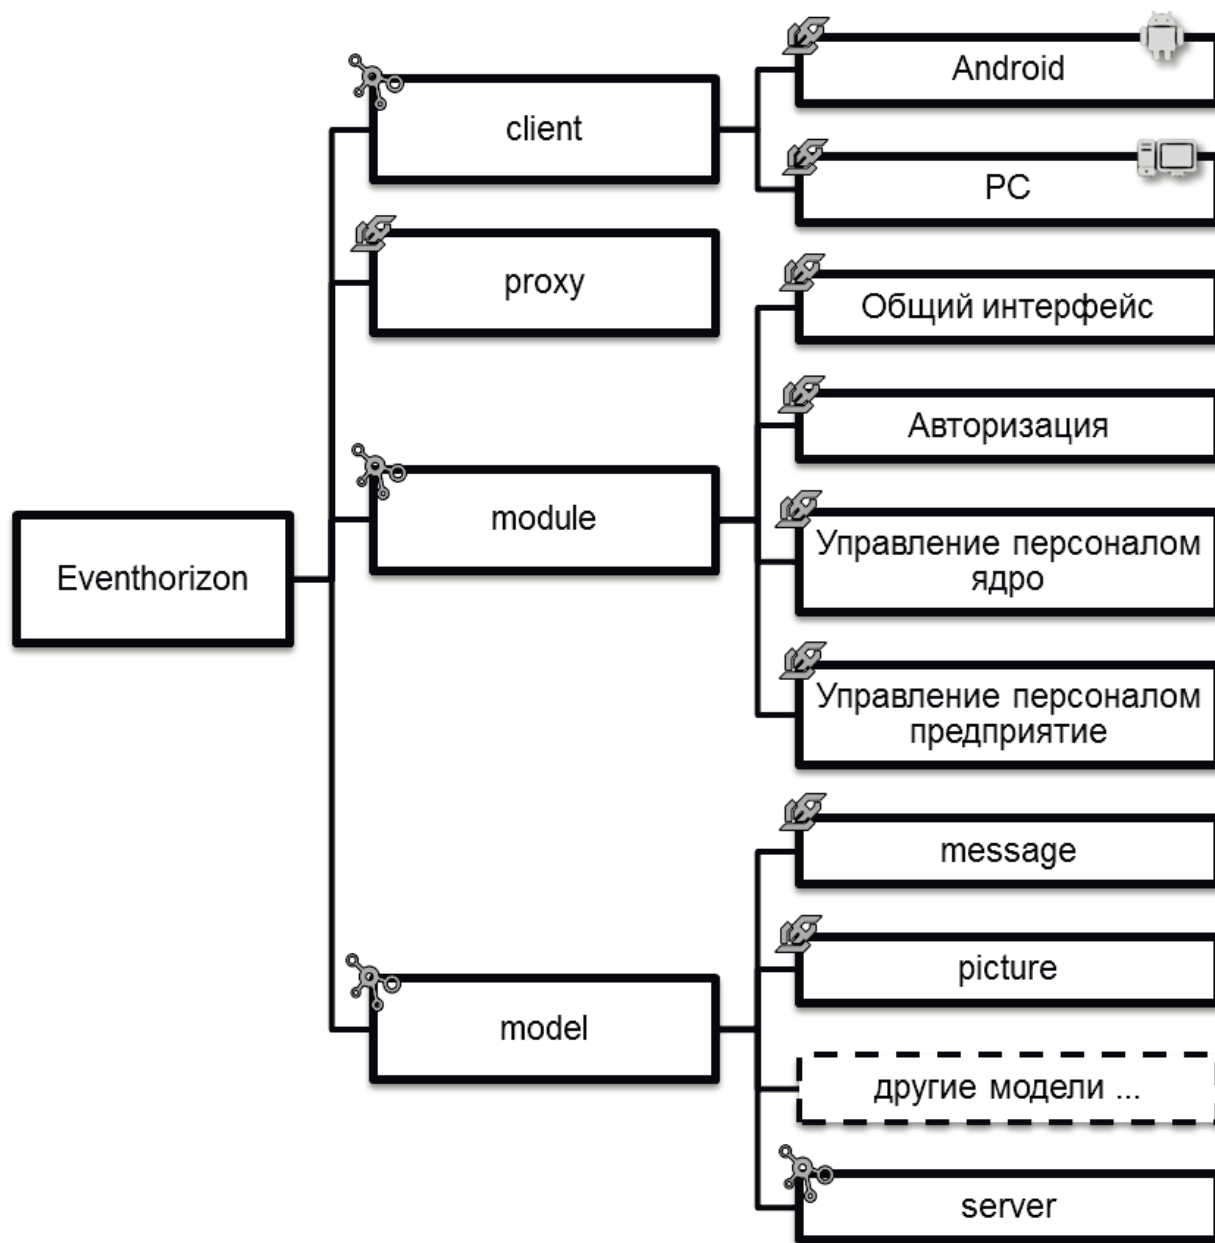 Eventhorizon
client
Android
PC
proxy
module
Общий интерфейс
Авторизация
Управление персоналом
ядро
Управление персоналом
предприятие
model
message
picture
другие модели ...
server